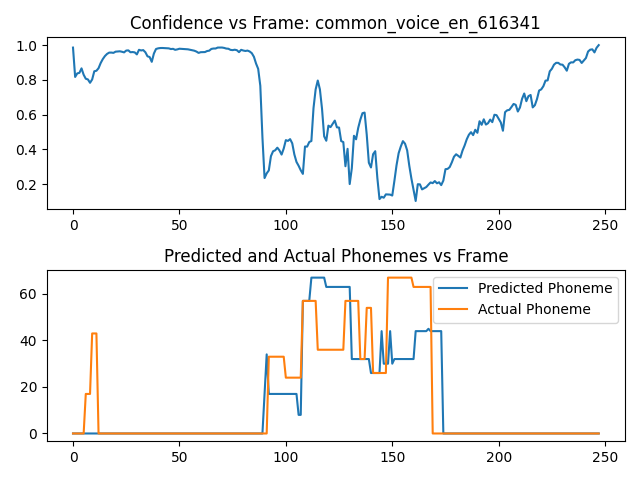 Confidence vs Frame: common_voice_en_616341
1.0
0.8
0.6
0.4
0.2
0 50 100 150 200 250
Predicted and Actual Phonemes vs Frame
Predicted Phoneme
Actual Phoneme
60
40
20
0
0 50 100 150 200 250